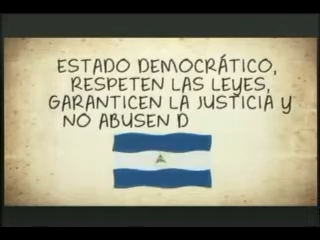 ESTADO DEMOCRÁTICO,
RESPETEN LAS LEYES,
GARANTICEN LA JUSTICIA Y
NO ABUSEN D